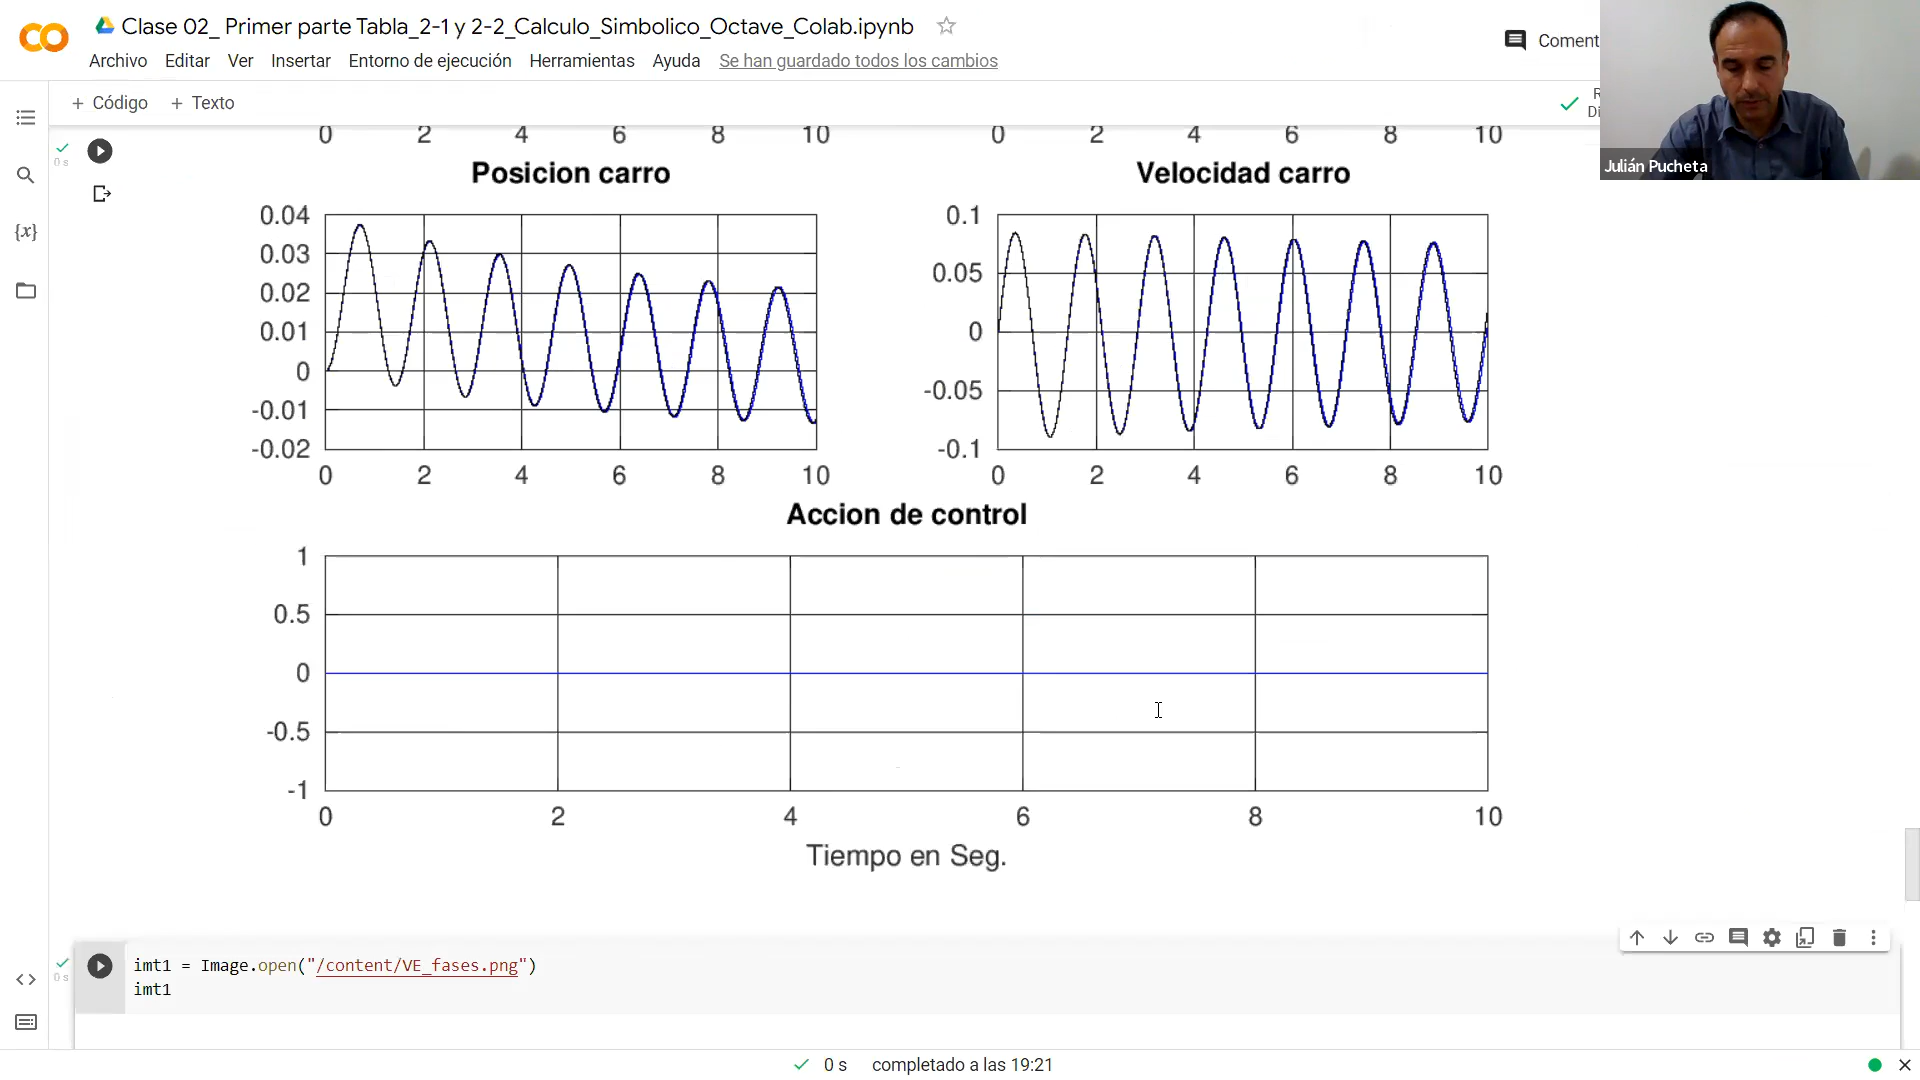 Clase 02_ Primer parte Tabla_2-1 y 2-2_Calculo_Simbolico_Octave_Colab.ipynb
Archivo Editar Ver Insertar Entorno de ejecución Herramientas Ayuda Se han guardado todos los cambios
Coment
+ Código + Texto
R
Di
Julián Pucheta
0 s
0 2 4 6 8 10
0 2 4 6 8 10
Posicion carro
Velocidad carro
0.04
0.03
0.02
0.01
0
-0.01
-0.02
0 2 4 6 8 10
0.1
0.05
0
-0.05
-0.1
0 2 4 6 8 10
Accion de control
1
0.5
0
-0.5
-1
0 2 4 6 8 10
Tiempo en Seg.
{x}
0 s
imt1 = Image.open("/content/VE_fases.png")
imt1
0 s completado a las 19:21